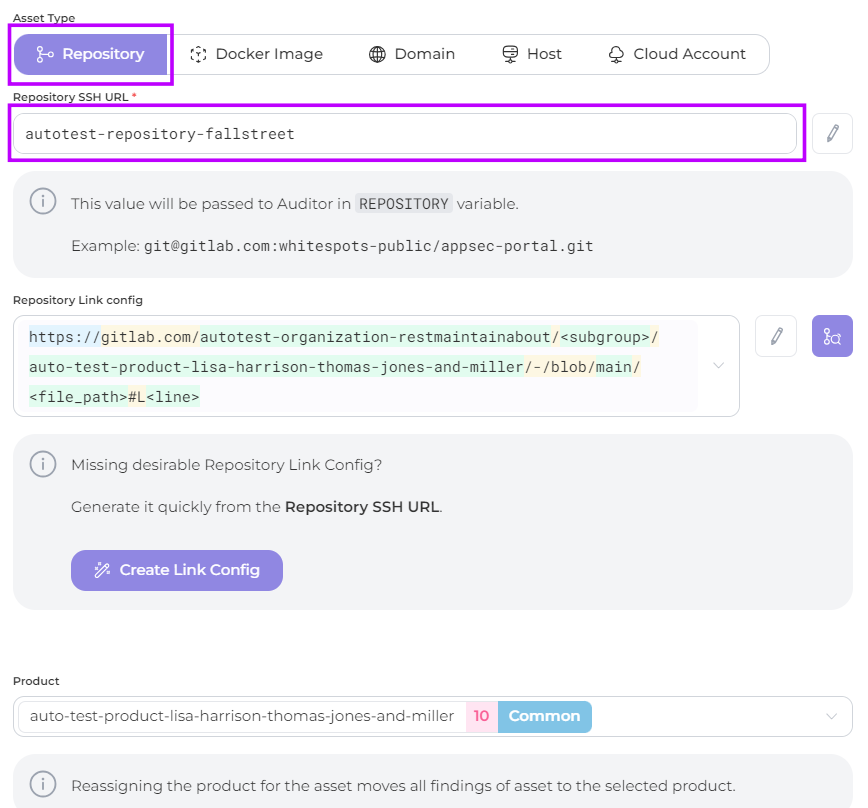 Asset Type
Repository Docker Image Domain Host Cloud Account
Repository SSH URL *
autotest-repository-fallstreet
This value will be passed to Auditor in REPOSITORY variable.
Example: git@gitlab.com:whitespots-public/appsec-portal.git
Repository Link config
https://gitlab.com/autotest-organization-restmaintainabout/<subgroup>/
auto-test-product-lisa-harrison-thomas-jones-and-miller/-/blob/main/
<file_path>#L<line>
Missing desirable Repository Link Config?
Generate it quickly from the Repository SSH URL.
Create Link Config
Product
auto-test-product-lisa-harrison-thomas-jones-and-miller 10 Common
Reassigning the product for the asset moves all findings of asset to the selected product.